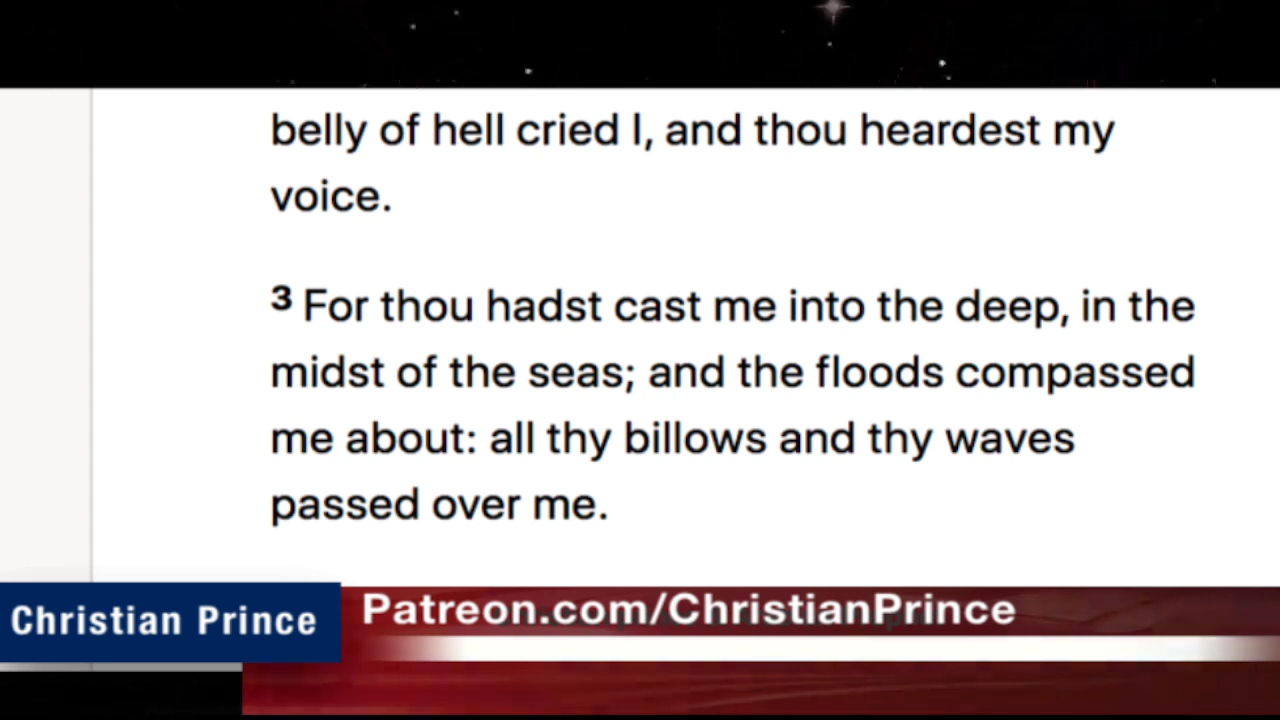 belly of hell cried I, and thou heardest my
voice.
3 For thou hadst cast me into the deep, in the
midst of the seas; and the floods compassed
me about: all thy billows and thy waves
passed over me.
Christian Prince
Patreon.com/ChristianPrince